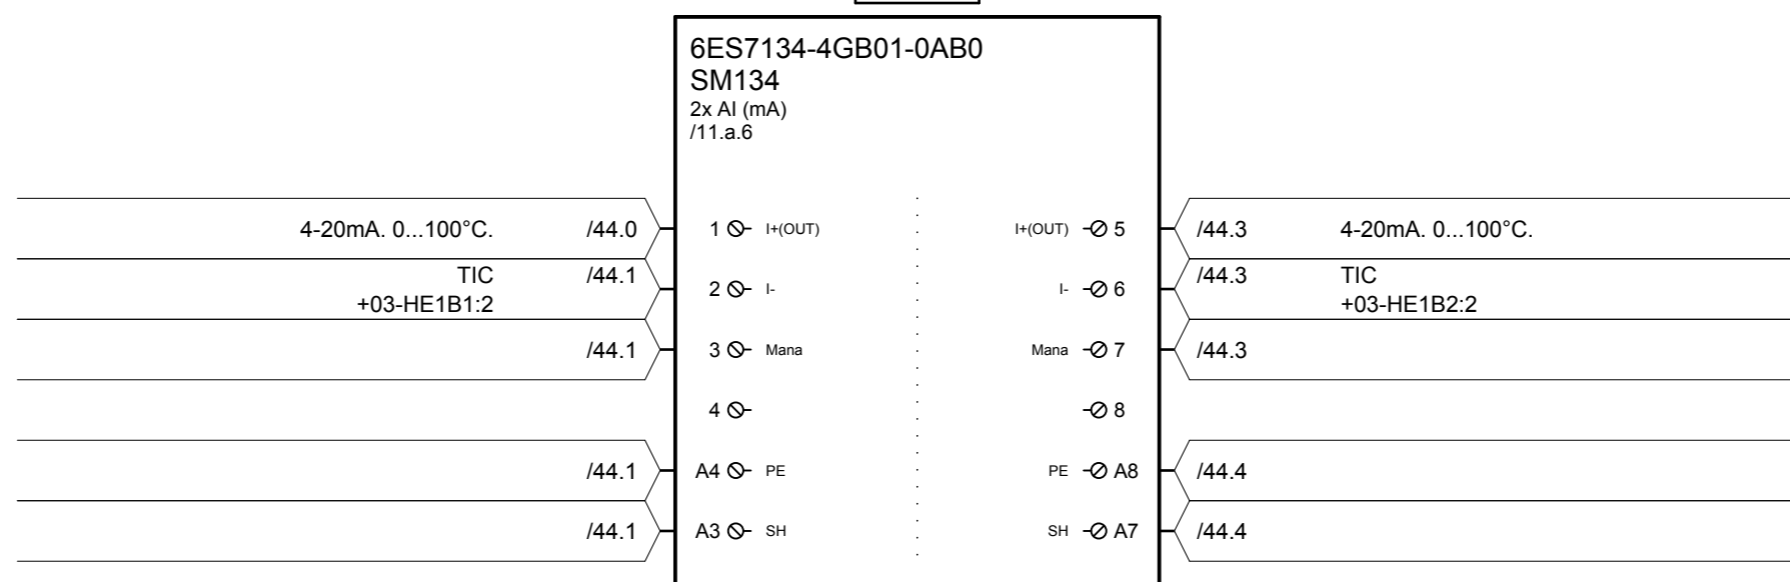 6ES7134-4GB01-0AB0
SM134
2x AI (mA)
/11.a.6
4-20mA. 0...100°C. /44.0 1 I+(OUT) I+(OUT) 5 /44.3 4-20mA. 0...100°C.
TIC /44.1 2 I- I- 6 /44.3 TIC
+03-HE1B1:2 +03-HE1B2:2
/44.1 3 Mana Mana 7 /44.3
4 8
/44.1 A4 PE PE A8 /44.4
/44.1 A3 SH SH A7 /44.4